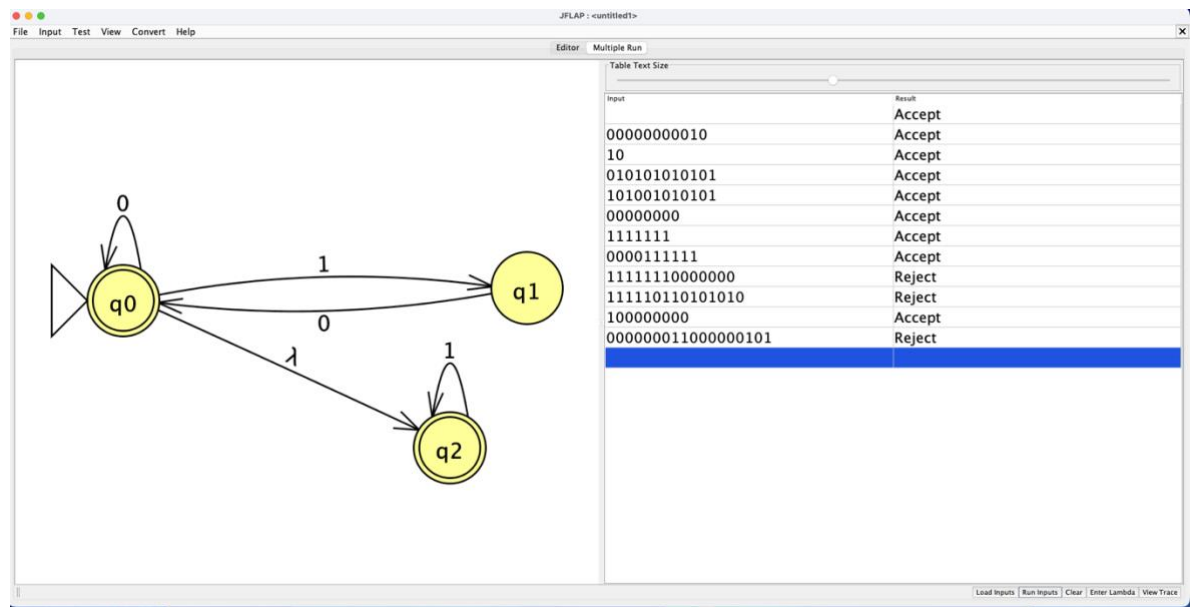 JFLAP : <untitled1>
File Input Test View Convert Help
Editor Multiple Run
Table Text Size
Input Result
Accept
00000000010 Accept
10 Accept
010101010101 Accept
101001010101 Accept
00000000 Accept
1111111 Accept
0000111111 Accept
11111110000000 Reject
111110110101010 Reject
100000000 Accept
000000011000000101 Reject
0
1
q0
q1
0
λ
1
q2
Load Inputs Run Inputs Clear Enter Lambda View Trace